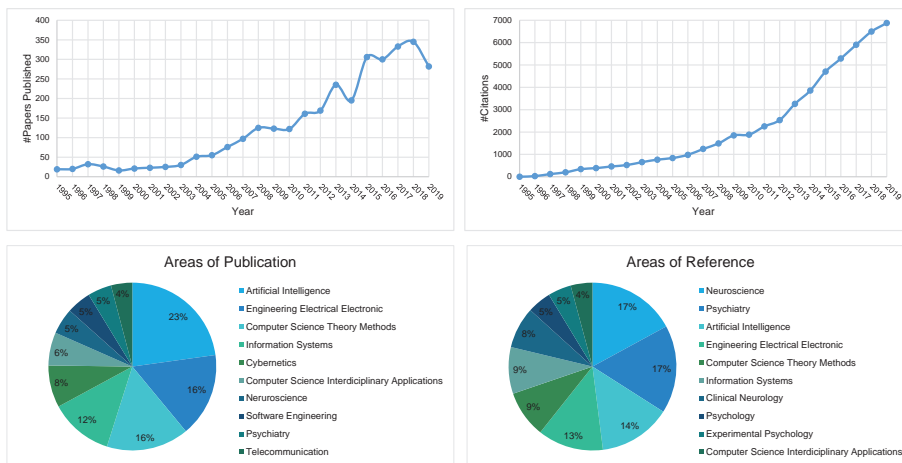 400
350
300
250
200
150
100
50
0
#Papers Published
1995 1996 1997 1998 1999 2000 2001 2002 2003 2004 2005 2006 2007 2008 2009 2010 2011 2012 2013 2014 2015 2016 2017 2018 2019
Year
7000
6000
5000
4000
3000
2000
1000
0
#Citations
1995 1996 1997 1998 1999 2000 2001 2002 2003 2004 2005 2006 2007 2008 2009 2010 2011 2012 2013 2014 2015 2016 2017 2018 2019
Year
Areas of Publication
23%
16%
16%
12%
8%
6%
5%
5%
5%
4%
Artificial Intelligence
Engineering Electrical Electronic
Computer Science Theory Methods
Information Systems
Cybernetics
Computer Science Interdiciplinary Applications
Neruroscience
Software Engineering
Psychiatry
Telecommunication
Areas of Reference
17%
17%
14%
13%
9%
9%
8%
5%
5%
4%
Neuroscience
Psychiatry
Artificial Intelligence
Engineering Electrical Electronic
Computer Science Theory Methods
Information Systems
Clinical Neurology
Psychology
Experimental Psychology
Computer Science Interdiciplinary Applications